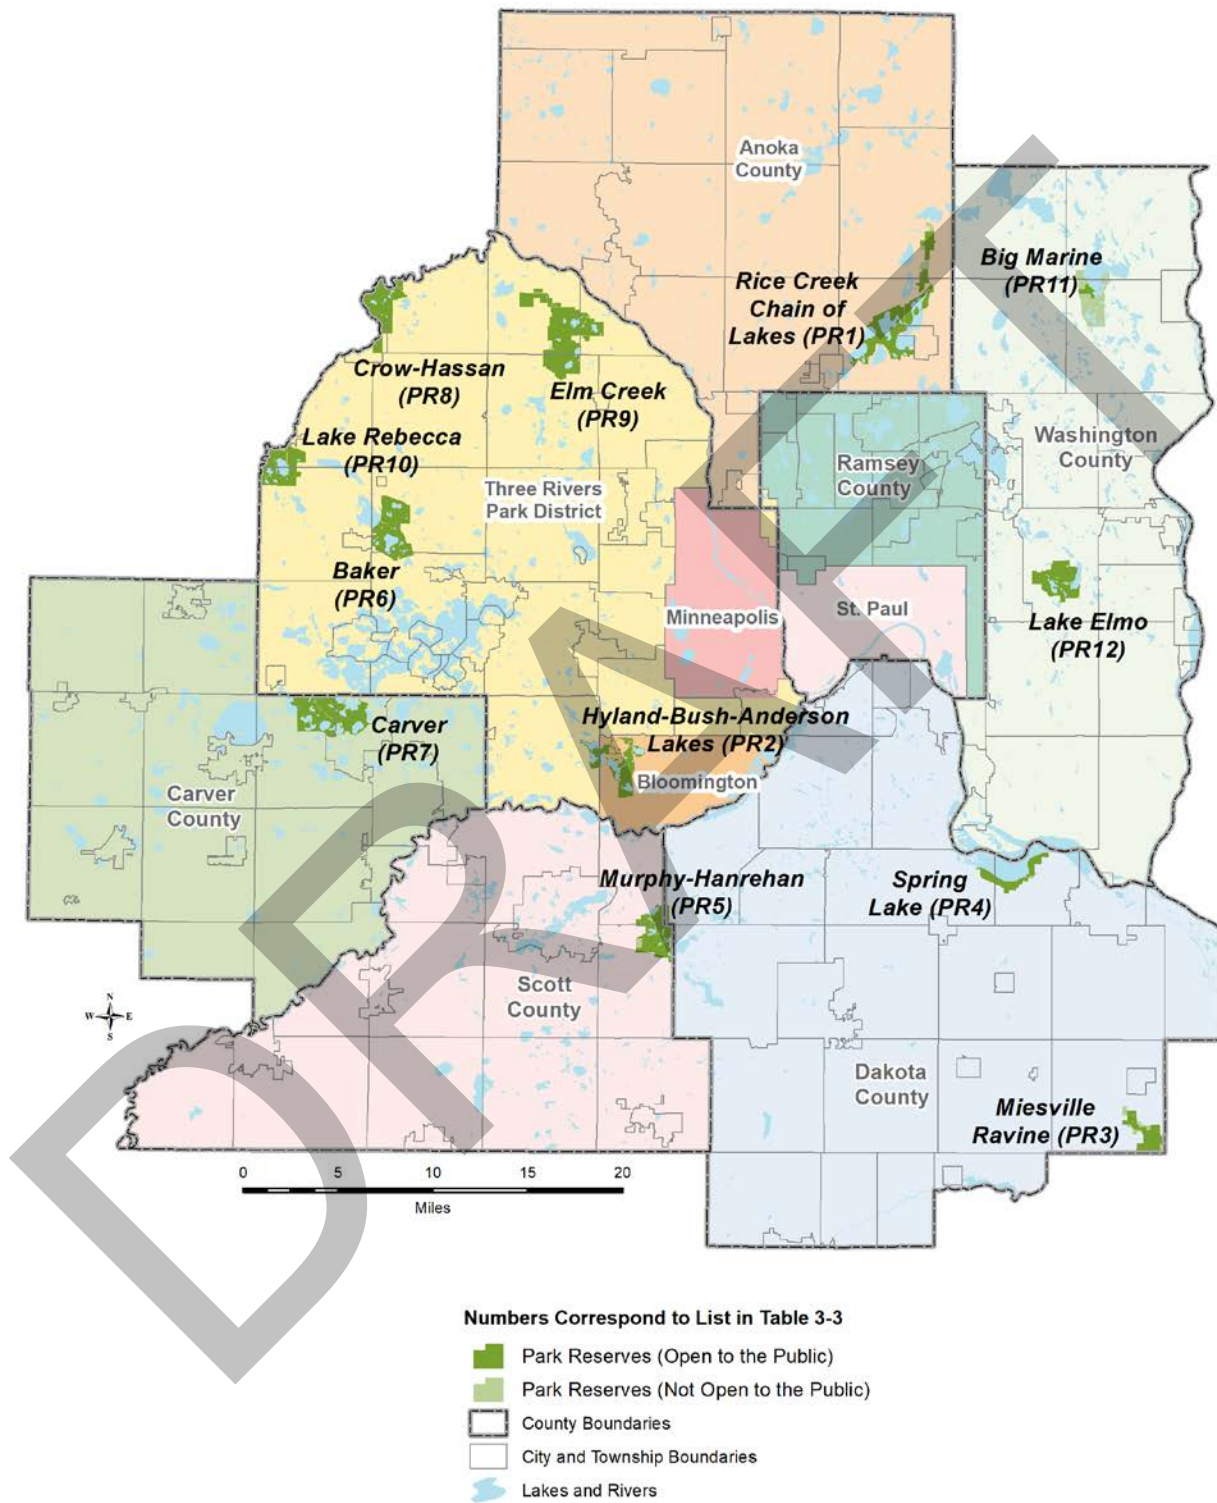 Anoka
County
Big Marine
(PR11)
Rice Creek
Chain of
Lakes (PR1)
Crow-Hassan
(PR8)
Elm Creek
(PR9)
Lake Rebecca
(PR10)
Washington
County
Ramsey
County
Three Rivers
Park District
Baker
(PR6)
Minneapolis
St. Paul
Lake Elmo
(PR12)
Carver
(PR7)
Hyland-Bush-Anderson
Lakes (PR2)
Bloomington
Carver
County
Murphy-Hanrehan
(PR5)
Spring
Lake (PR4)
Scott
County
N
W E
S
Dakota
County
Miesville
Ravine (PR3)
0 5 10 15 20
Miles
DRAFT
Numbers Correspond to List in Table 3-3
Park Reserves (Open to the Public)
Park Reserves (Not Open to the Public)
County Boundaries
City and Township Boundaries
Lakes and Rivers